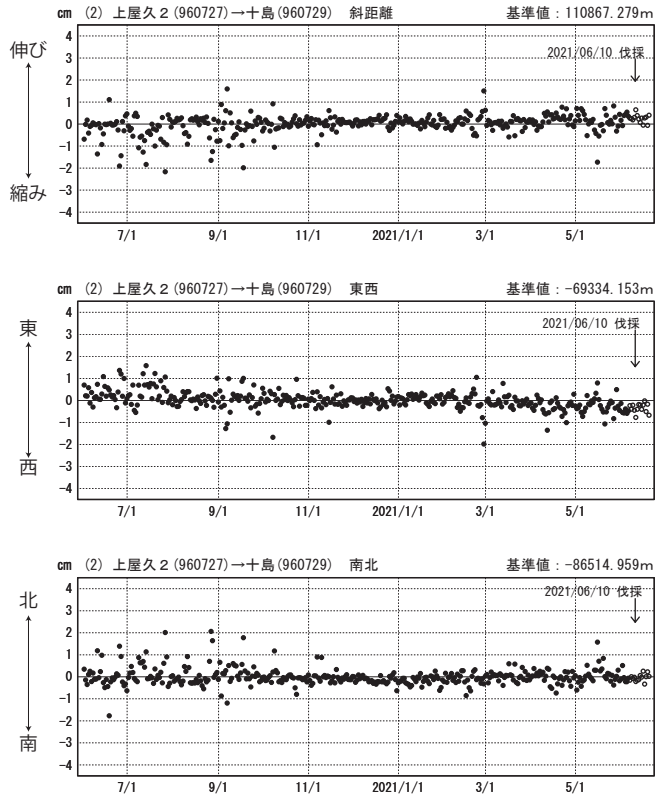 cm (2) 上屋久２(960727)→十島(960729) 斜距離 基準値：110867.279m
伸び
縮み
2021/06/10 伐採
4
3
2
1
0
-1
-2
-3
-4
7/1 9/1 11/1 2021/1/1 3/1 5/1
cm (2) 上屋久２(960727)→十島(960729) 東西 基準値：-69334.153m
東
西
2021/06/10 伐採
4
3
2
1
0
-1
-2
-3
-4
7/1 9/1 11/1 2021/1/1 3/1 5/1
cm (2) 上屋久２(960727)→十島(960729) 南北 基準値：-86514.959m
北
南
2021/06/10 伐採
4
3
2
1
0
-1
-2
-3
-4
7/1 9/1 11/1 2021/1/1 3/1 5/1